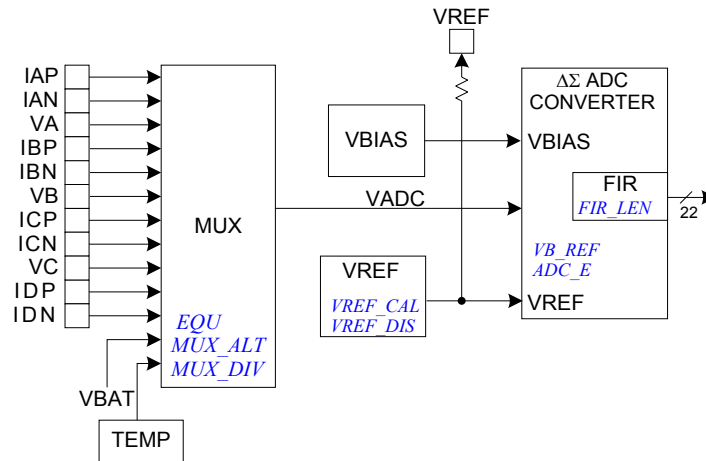 VREF
IAP
IAN
VA
IBP
IBN
VB
ICP
ICN
VC
IDP
IDN
VBAT
TEMP
MUX
EQU
MUX_ALT
MUX_DIV
VBIAS
VADC
VREF
VREF_CAL
VREF_DIS
ΔΣ ADC
CONVERTER
VBIAS
FIR
FIR_LEN
22
VB_REF
ADC_E
VREF